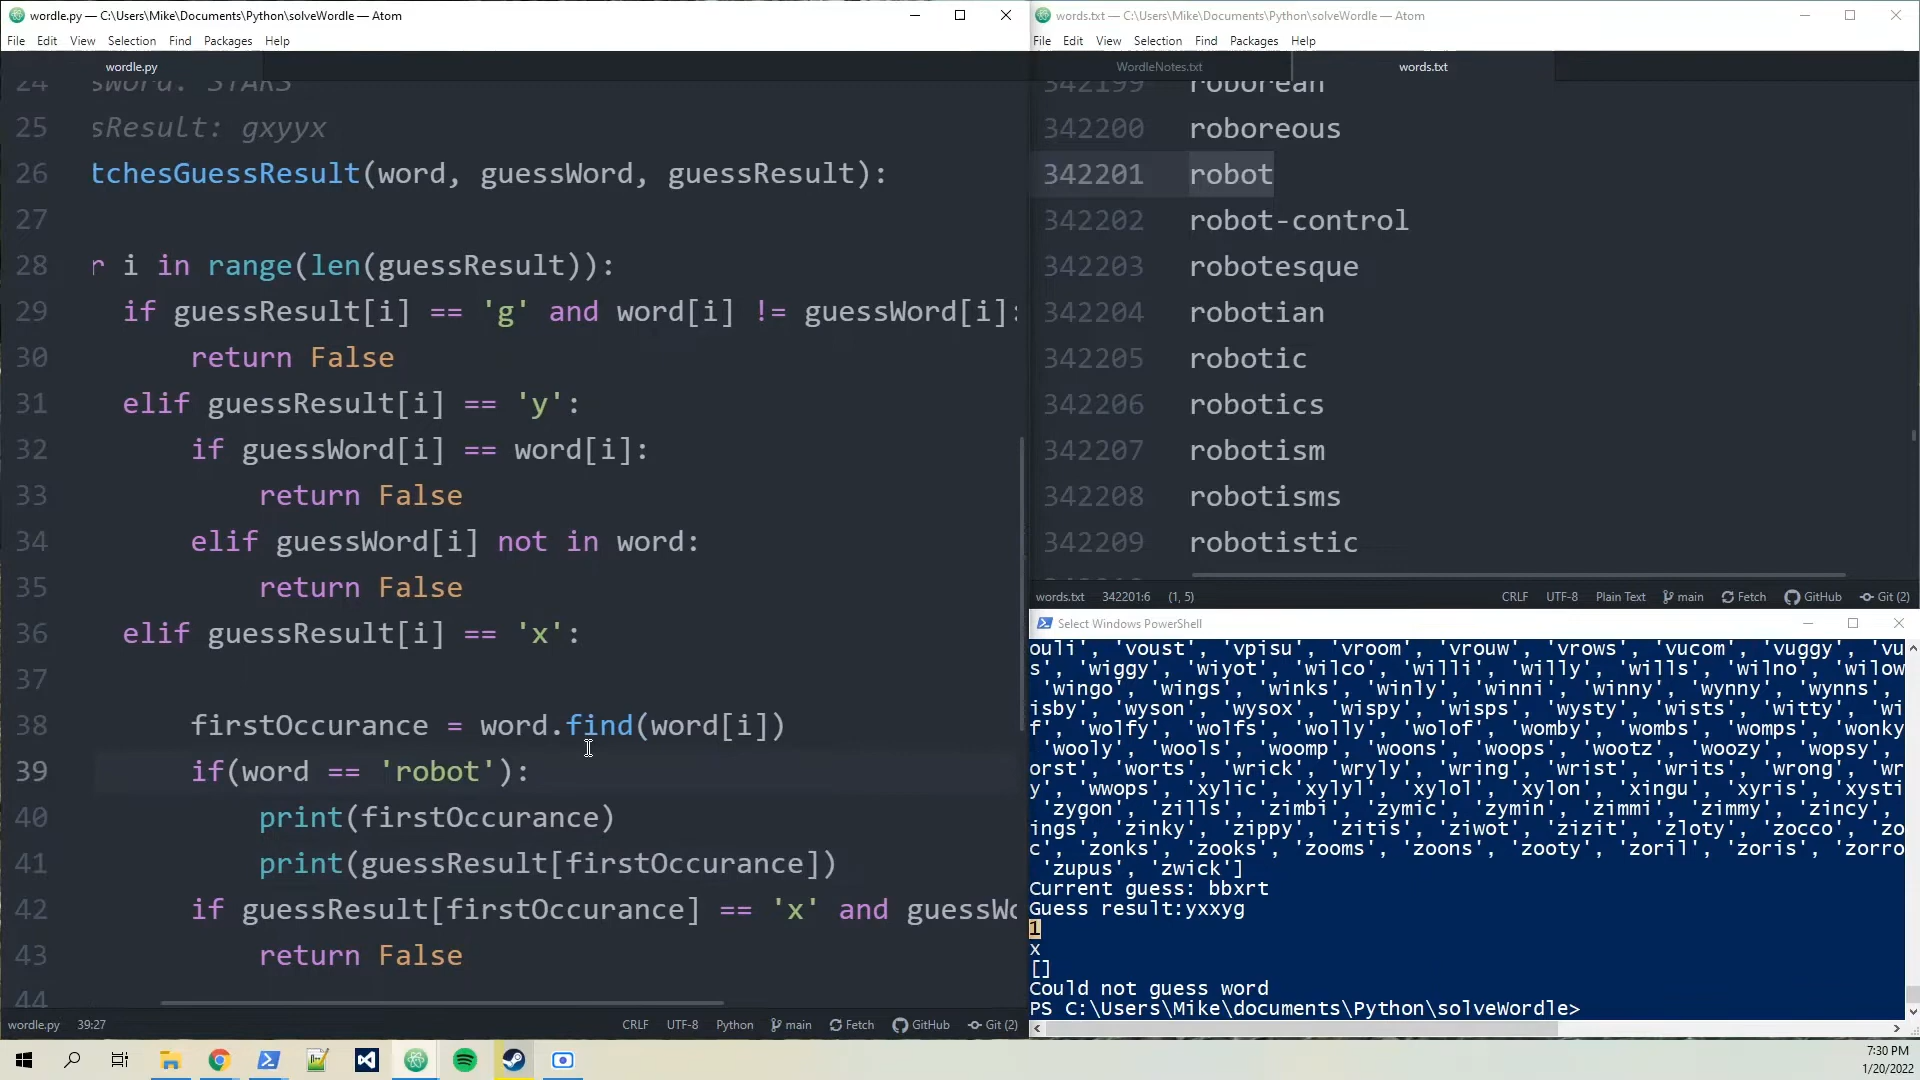 wordle.py — C:\Users\Mike\Documents\Python\solveWordle — Atom
File Edit View Selection Find Packages Help
wordle.py
24 sword: STARS
25 sResult: gxyyx
26 tchesGuessResult(word, guessWord, guessResult):
27
28 r i in range(len(guessResult)):
29 if guessResult[i] == 'g' and word[i] != guessWord[i]:
30 return False
31 elif guessResult[i] == 'y':
32 if guessWord[i] == word[i]:
33 return False
34 elif guessWord[i] not in word:
35 return False
36 elif guessResult[i] == 'x':
37
38 firstOccurance = word.find(word[i])
39 if(word == 'robot'):
40 print(firstOccurance)
41 print(guessResult[firstOccurance])
42 if guessResult[firstOccurance] == 'x' and guessWo
43 return False
44
wordle.py 39:27 CRLF UTF-8 Python main Fetch GitHub Git (2)
words.txt — C:\Users\Mike\Documents\Python\solveWordle — Atom
File Edit View Selection Find Packages Help
WordleNotes.txt words.txt
342199 roborean
342200 roboreous
342201 robot
342202 robot-control
342203 robotesque
342204 robotian
342205 robotic
342206 robotics
342207 robotism
342208 robotisms
342209 robotistic
words.txt 342201:6 (1, 5) CRLF UTF-8 Plain Text main Fetch GitHub Git (2)
Select Windows PowerShell
ouli', 'voust', 'vpisu', 'vroom', 'vrouw', 'vrows', 'vucom', 'vuggy', 'vu
s', 'wiggy', 'wiyot', 'wilco', 'willi', 'willy', 'wills', 'wilno', 'wilow
'wingo', 'wings', 'winks', 'winly', 'winni', 'winny', 'wynny', 'wynns',
isby', 'wyson', 'wysox', 'wispy', 'wisps', 'wysty', 'wists', 'witty', 'wi
f', 'wolfy', 'wolfs', 'wolly', 'wolof', 'womby', 'wombs', 'womps', 'wonky
'wooly', 'wools', 'woomp', 'woons', 'woops', 'wootz', 'woozy', 'wopsy',
orst', 'worts', 'wrick', 'wryly', 'wring', 'wrist', 'writs', 'wrong', 'wr
y', 'wwops', 'xylic', 'xylyl', 'xylol', 'xylon', 'xingu', 'xyris', 'xysti
'zygon', 'zills', 'zimbi', 'zymic', 'zymin', 'zimmi', 'zimmy', 'zincy',
ings', 'zinky', 'zippy', 'zitis', 'ziwot', 'zizit', 'zloty', 'zocco', 'zo
c', 'zonks', 'zooks', 'zooms', 'zoons', 'zooty', 'zoril', 'zoris', 'zorro
'zupus', 'zwick']
Current guess: bbxrt
Guess result:yxxyg
1
x
[]
Could not guess word
PS C:\Users\Mike\documents\Python\solveWordle>
7:30 PM
1/20/2022